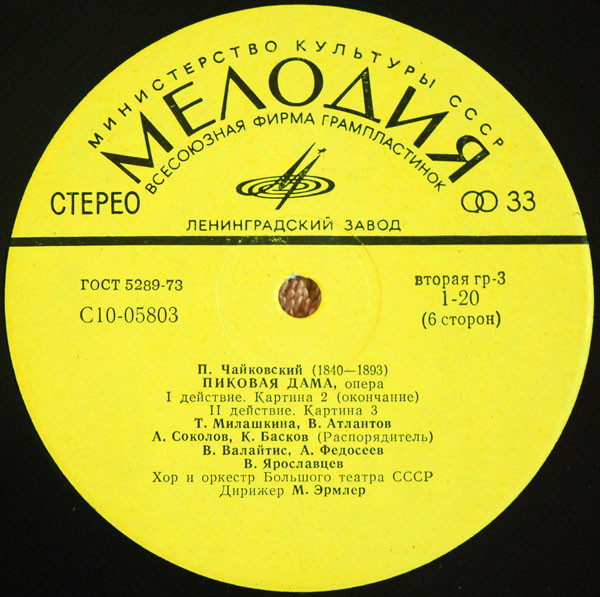 МИНИСТЕРСТВО КУЛЬТУРЫ СССР
МЕЛОДИЯ
ВСЕСОЮЗНАЯ ФИРМА ГРАМПЛАСТИНОК
СТЕРЕО
33
ЛЕНИНГРАДСКИЙ ЗАВОД
ГОСТ 5289-73
С10-05803
вторая гр-3
1-20
(6 сторон)
П. Чайковский (1840—1893)
ПИКОВАЯ ДАМА, опера
I действие. Картина 2 (окончание)
II действие. Картина 3
Т. Милашкина, В. Атлантов
А. Соколов, К. Басков (Распорядитель)
В. Валайтис, А. Федосеев
В. Ярославцев
Хор и оркестр Большого театра СССР
Дирижер М. Эрмлер